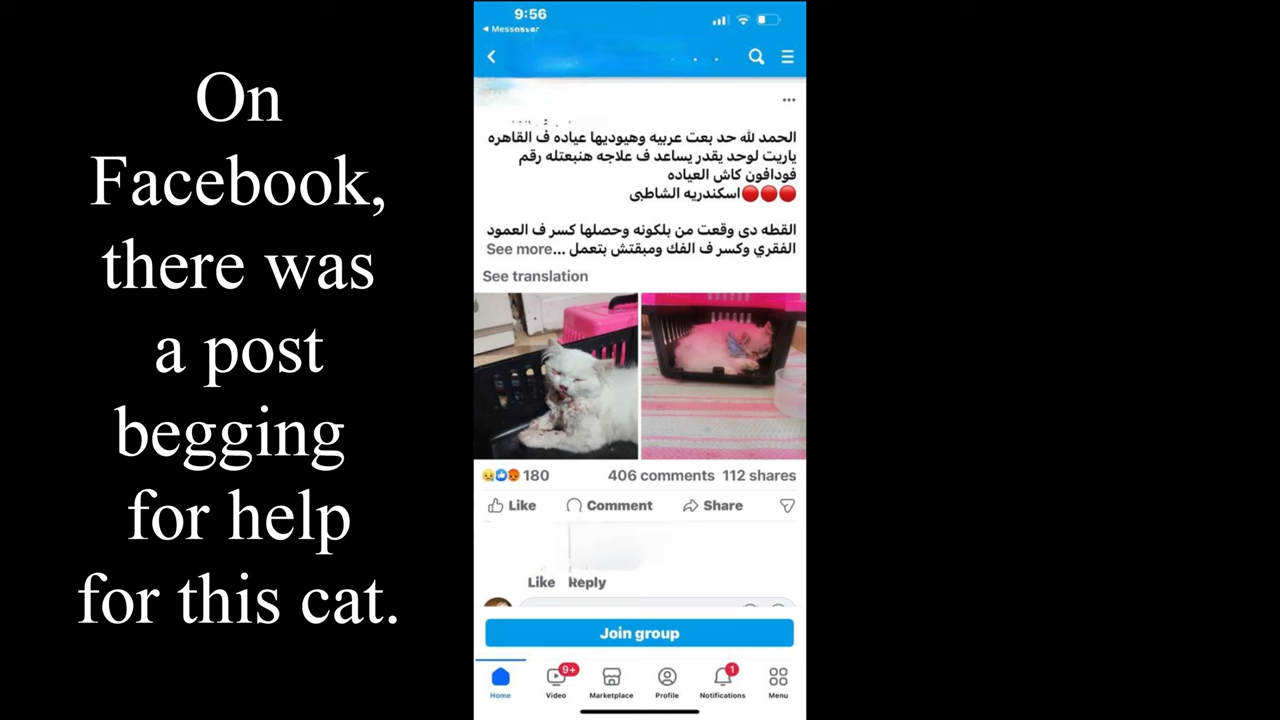 On
Facebook,
there was
a post
begging
for help
for this cat.
9:56
Messenger
الحمد لله حد بعت عربيه وهيوديها عياده ف القاهره
ياريت لوحد يقدر يساعد ف علاجه هنبعتله رقم
فودافون كاش العياده
🔴🔴🔴اسكندريه الشاطبى
القطه دى وقعت من بلكونه وحصلها كسر ف العمود
الفقري وكسر ف الفك ومبقتش بتعمل ... See more
See translation
180 406 comments 112 shares
Like Comment Share
Like Reply
Join group
9+ 1
Home Video Marketplace Profile Notifications Menu